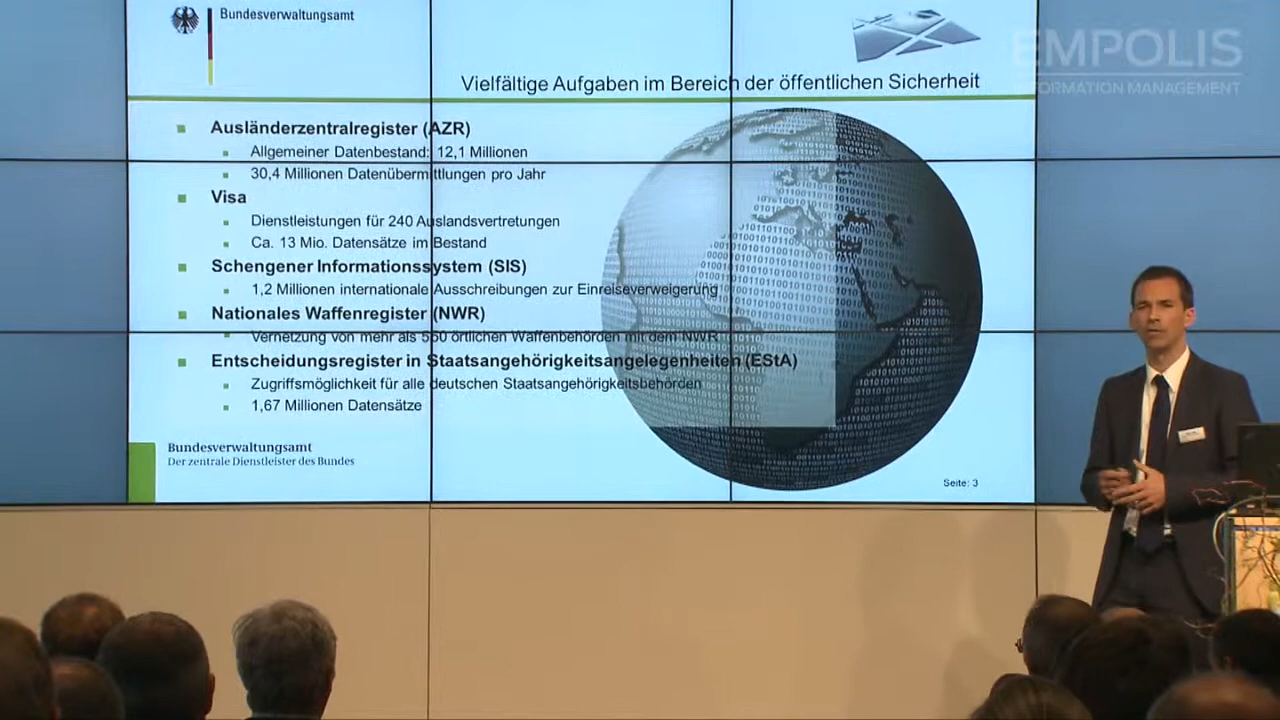 Bundesverwaltungsamt
EMPOLIS
INFORMATION MANAGEMENT
Vielfältige Aufgaben im Bereich der öffentlichen Sicherheit
Ausländerzentralregister (AZR)
Allgemeiner Datenbestand: 12,1 Millionen
30,4 Millionen Datenübermittlungen pro Jahr
Visa
Dienstleistungen für 240 Auslandsvertretungen
Ca. 13 Mio. Datensätze im Bestand
Schengener Informationssystem (SIS)
1,2 Millionen internationale Ausschreibungen zur Einreiseverweigerung
Nationales Waffenregister (NWR)
Vernetzung von mehr als 550 örtlichen Waffenbehörden mit dem NWR
Entscheidungsregister in Staatsangehörigkeitsangelegenheiten (EStA)
Zugriffsmöglichkeit für alle deutschen Staatsangehörigkeitsbehörden
1,67 Millionen Datensätze
Bundesverwaltungsamt
Der zentrale Dienstleister des Bundes
Seite: 3